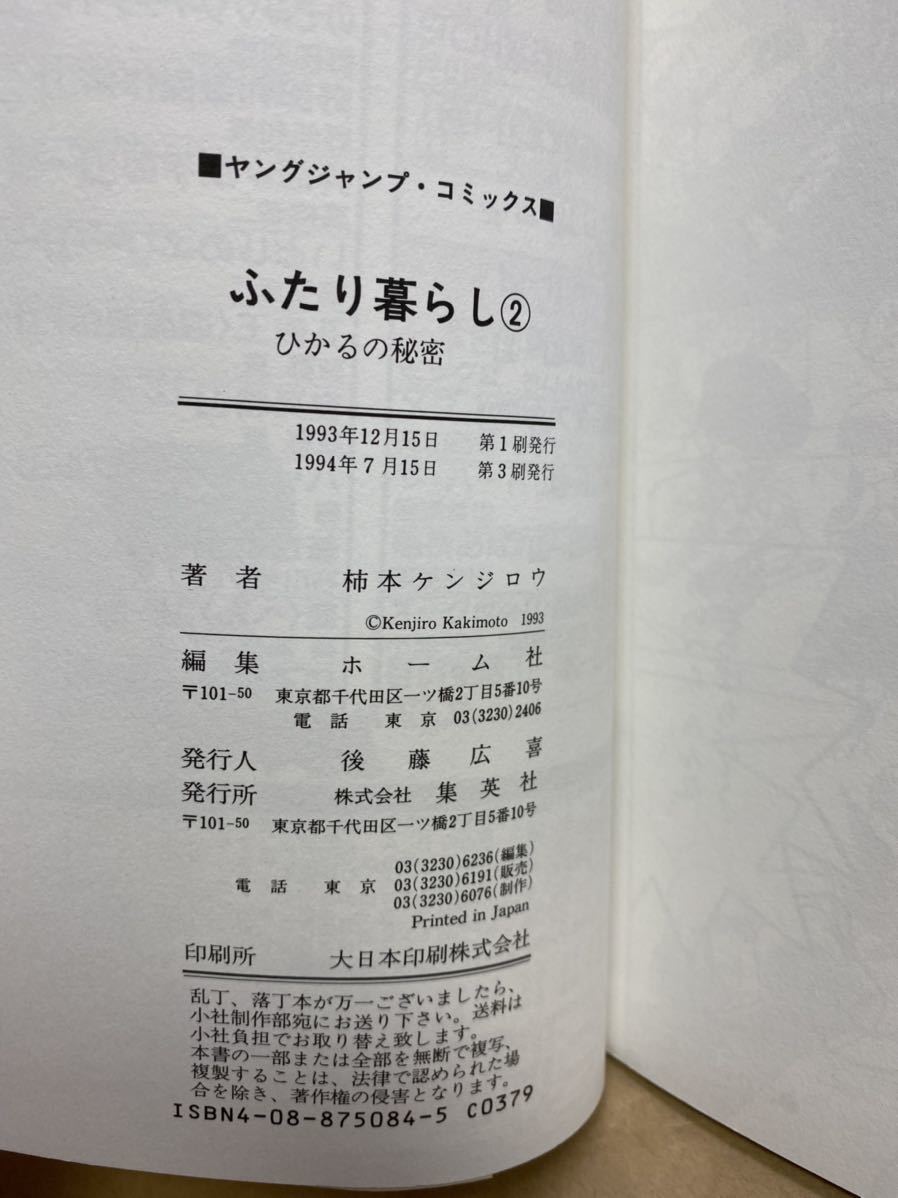 ■ヤングジャンプ・コミックス■
ふたり暮らし②
ひかるの秘密
1993年12月15日　第1刷発行
1994年7月15日　第3刷発行
著者　柿本ケンジロウ
©Kenjiro Kakimoto 1993
編集　ホーム社
〒101-50　東京都千代田区一ツ橋2丁目5番10号
電話　東京　03(3230)2406
発行人　後藤広喜
発行所　株式会社　集英社
〒101-50　東京都千代田区一ツ橋2丁目5番10号
03(3230)6236(編集)
電話　東京　03(3230)6191(販売)
03(3230)6076(制作)
Printed in Japan
印刷所　大日本印刷株式会社
乱丁、落丁本が万一ございましたら、
小社制作部宛にお送り下さい。送料は
小社負担でお取り替え致します。
本書の一部または全部を無断で複写、
複製することは、法律で認められた場
合を除き、著作権の侵害となります。
ISBN4-08-875084-5 C0379